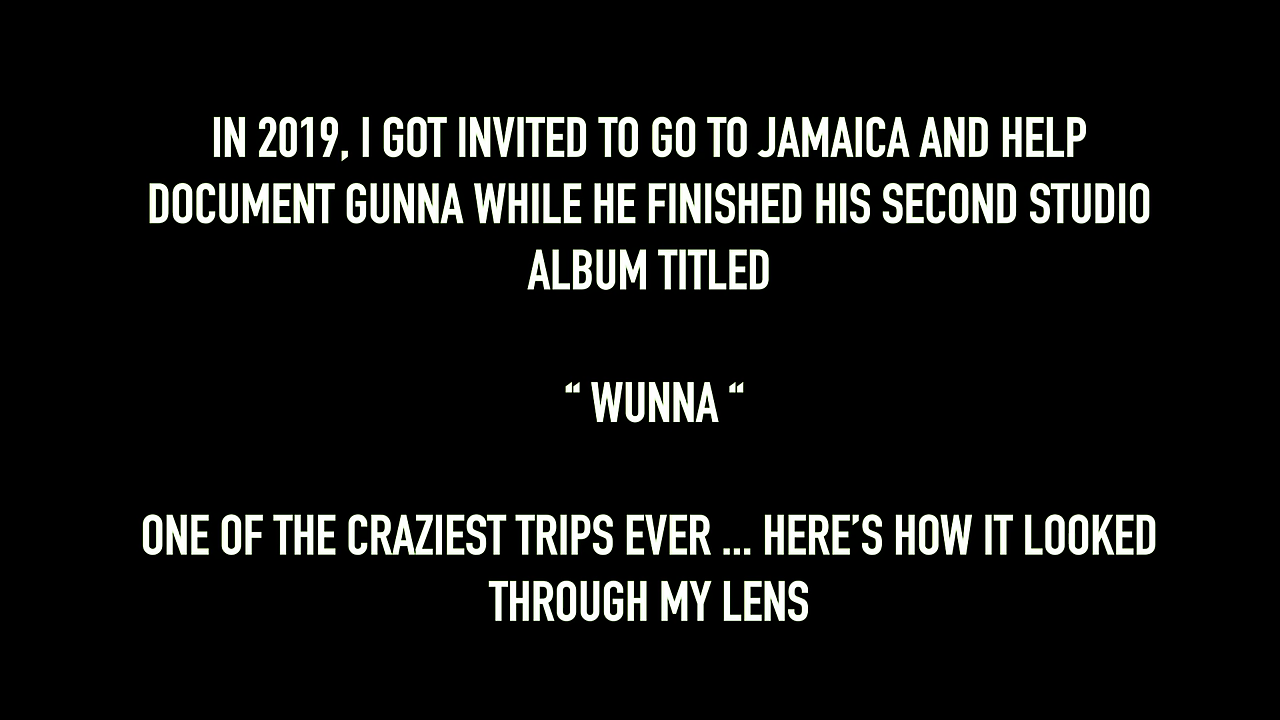 IN 2019, I GOT INVITED TO GO TO JAMAICA AND HELP
DOCUMENT GUNNA WHILE HE FINISHED HIS SECOND STUDIO
ALBUM TITLED
“ WUNNA “
ONE OF THE CRAZIEST TRIPS EVER ... HERE’S HOW IT LOOKED
THROUGH MY LENS